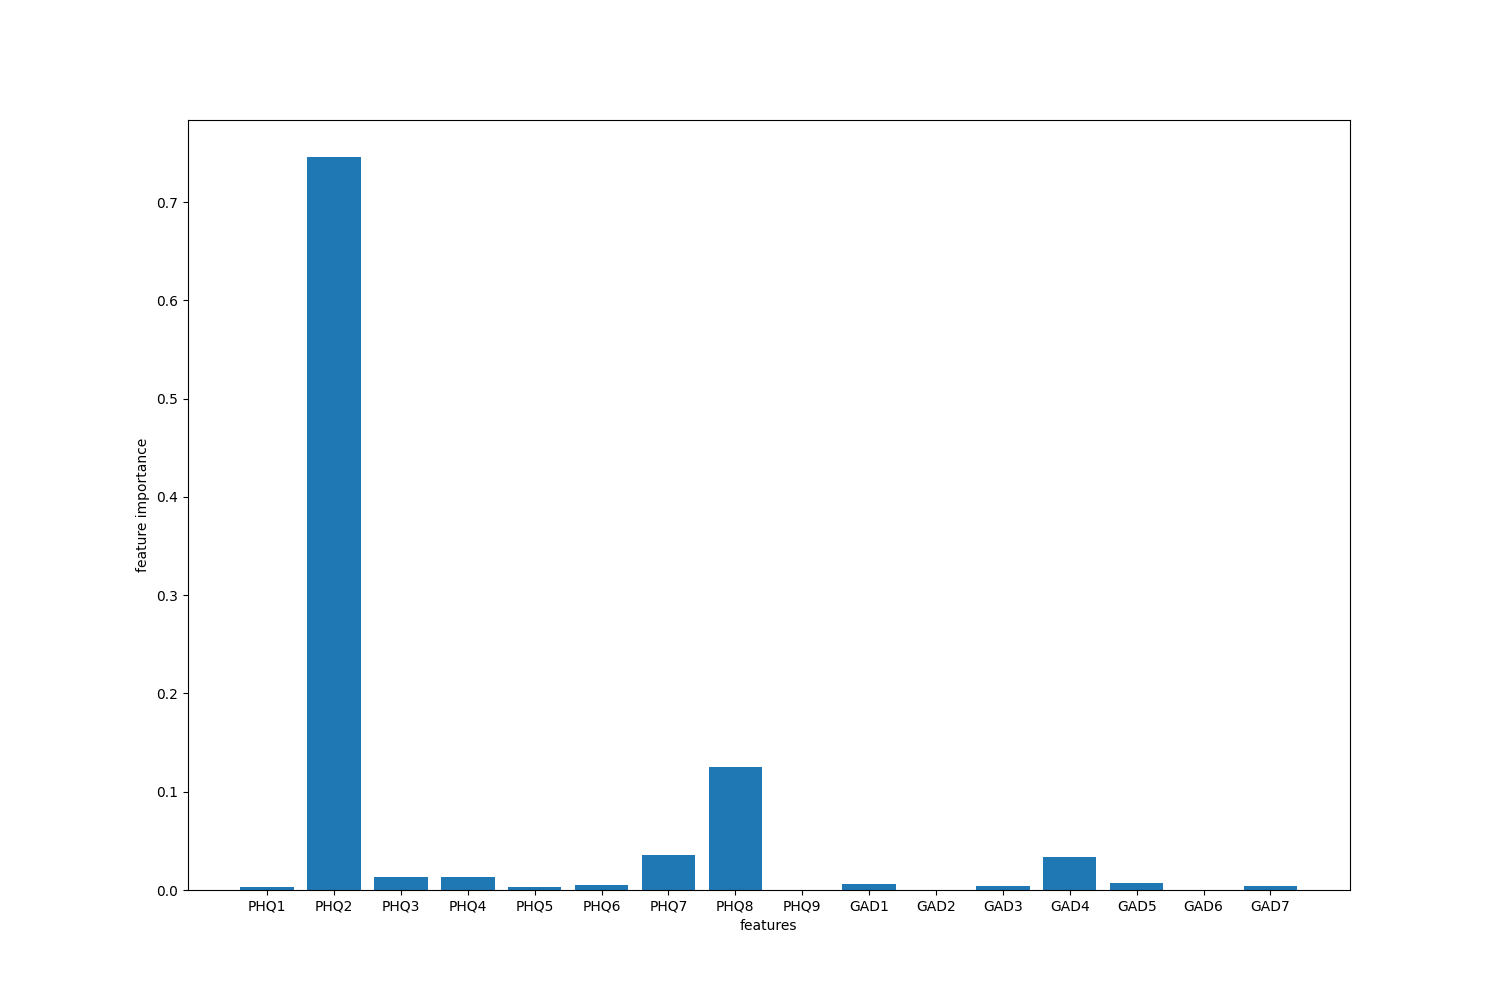 feature importance
0.7
0.6
0.5
0.4
0.3
0.2
0.1
0.0
PHQ1 PHQ2 PHQ3 PHQ4 PHQ5 PHQ6 PHQ7 PHQ8 PHQ9 GAD1 GAD2 GAD3 GAD4 GAD5 GAD6 GAD7
features